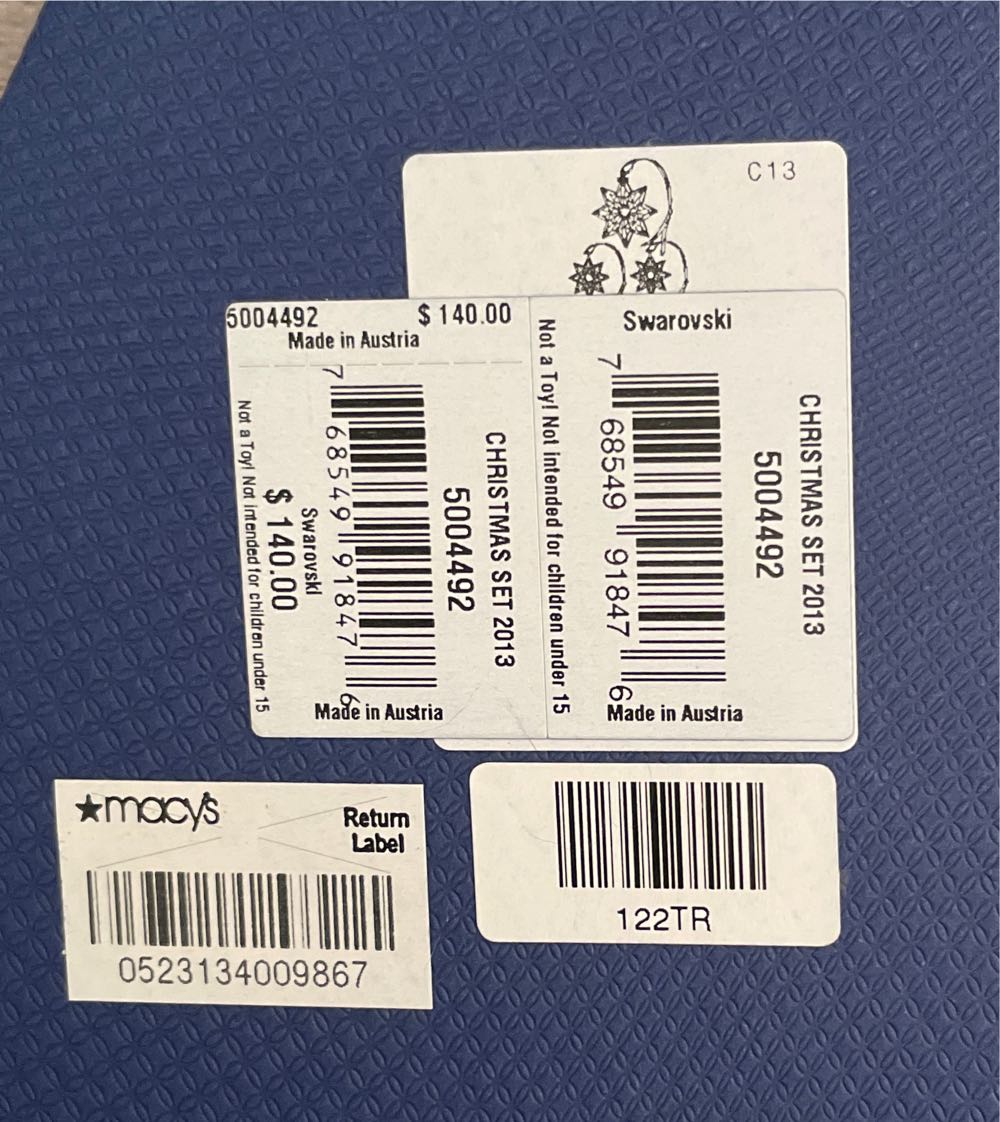 C13
5004492 $ 140.00
Made in Austria
7 68549 91847 6
CHRISTMAS SET 2013
5004492
Swarovski
$ 140.00
Not a Toy! Not intended for children under 15
Made in Austria
Not a Toy! Not intended for children under 15
Swarovski
7 68549 91847 6
CHRISTMAS SET 2013
5004492
Made in Austria
★macy's
Return
Label
0523134009867
122TR